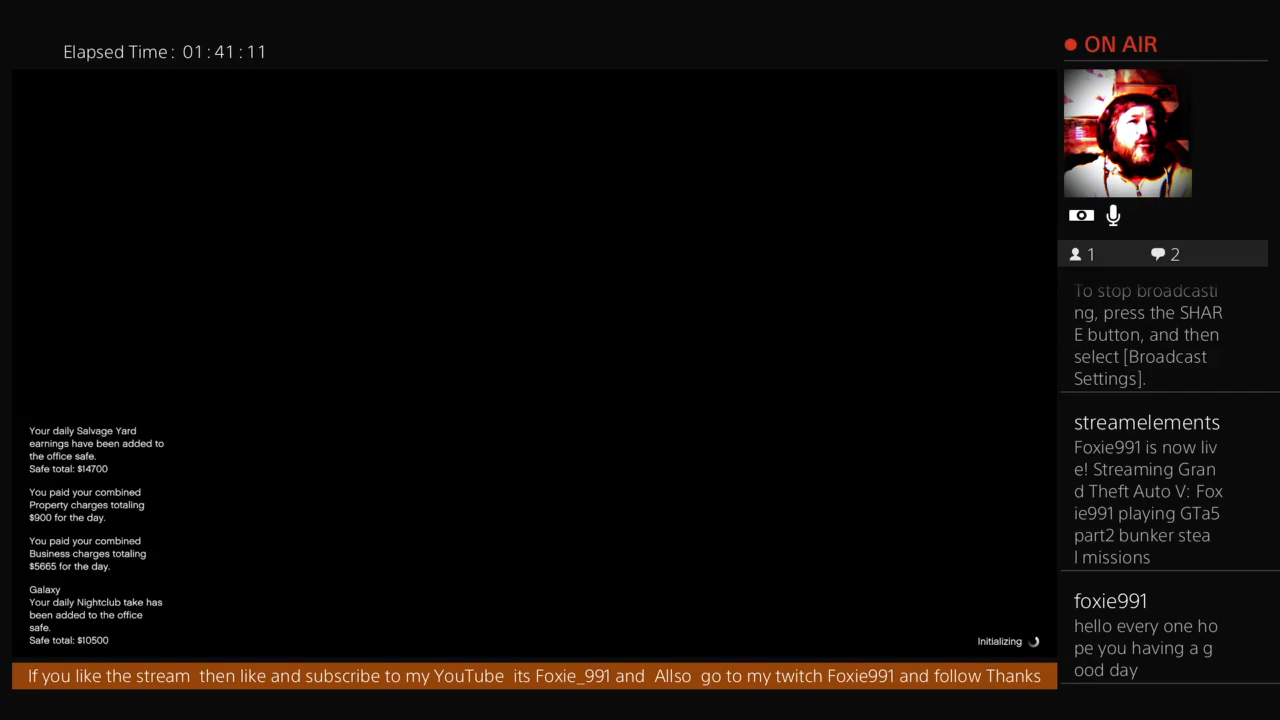 Elapsed Time: 01:41:11
ON AIR
1
2
To stop broadcasti
ng, press the SHAR
E button, and then
select [Broadcast
Settings].
streamelements
Foxie991 is now liv
e! Streaming Gran
d Theft Auto V: Fox
ie991 playing GTa5
part2 bunker stea
l missions
foxie991
hello every one ho
pe you having a g
ood day
Your daily Salvage Yard
earnings have been added to
the office safe.
Safe total: $14700
You paid your combined
Property charges totaling
$900 for the day.
You paid your combined
Business charges totaling
$5665 for the day.
Galaxy
Your daily Nightclub take has
been added to the office
safe.
Safe total: $10500
Initializing
If you like the stream then like and subscribe to my YouTube its Foxie_991 and Allso go to my twitch Foxie991 and follow Thanks